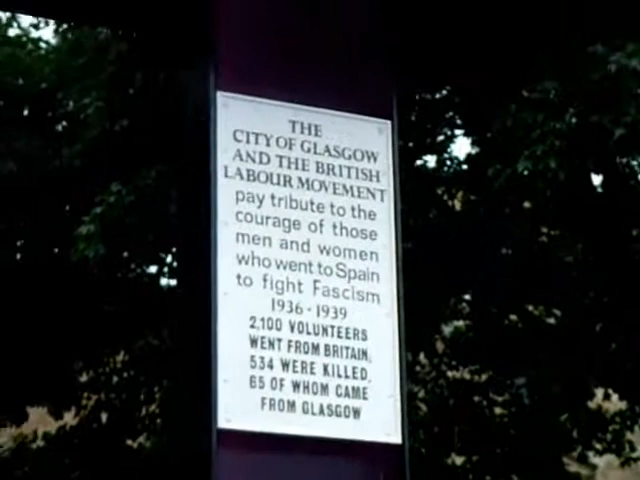 THE
CITY OF GLASGOW
AND THE BRITISH
LABOUR MOVEMENT
pay tribute to the
courage of those
men and women
who went to Spain
to fight Fascism
1936 - 1939
2,100 VOLUNTEERS
WENT FROM BRITAIN,
534 WERE KILLED,
65 OF WHOM CAME
FROM GLASGOW